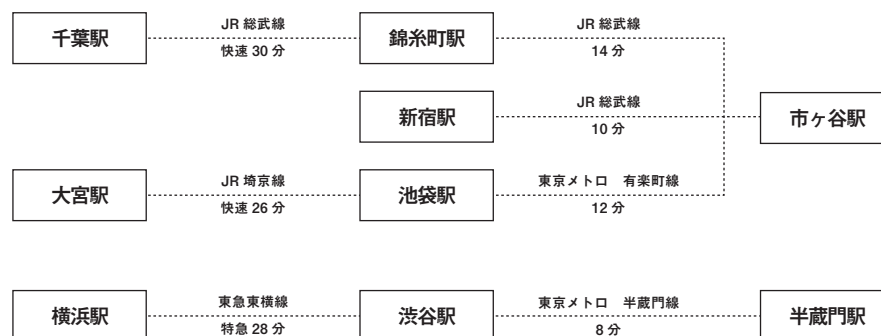 千葉駅
JR 総武線
快速 30 分
錦糸町駅
JR 総武線
14 分
新宿駅
JR 総武線
10 分
市ヶ谷駅
大宮駅
JR 埼京線
快速 26 分
池袋駅
東京メトロ　有楽町線
12 分
横浜駅
東急東横線
特急 28 分
渋谷駅
東京メトロ　半蔵門線
8 分
半蔵門駅